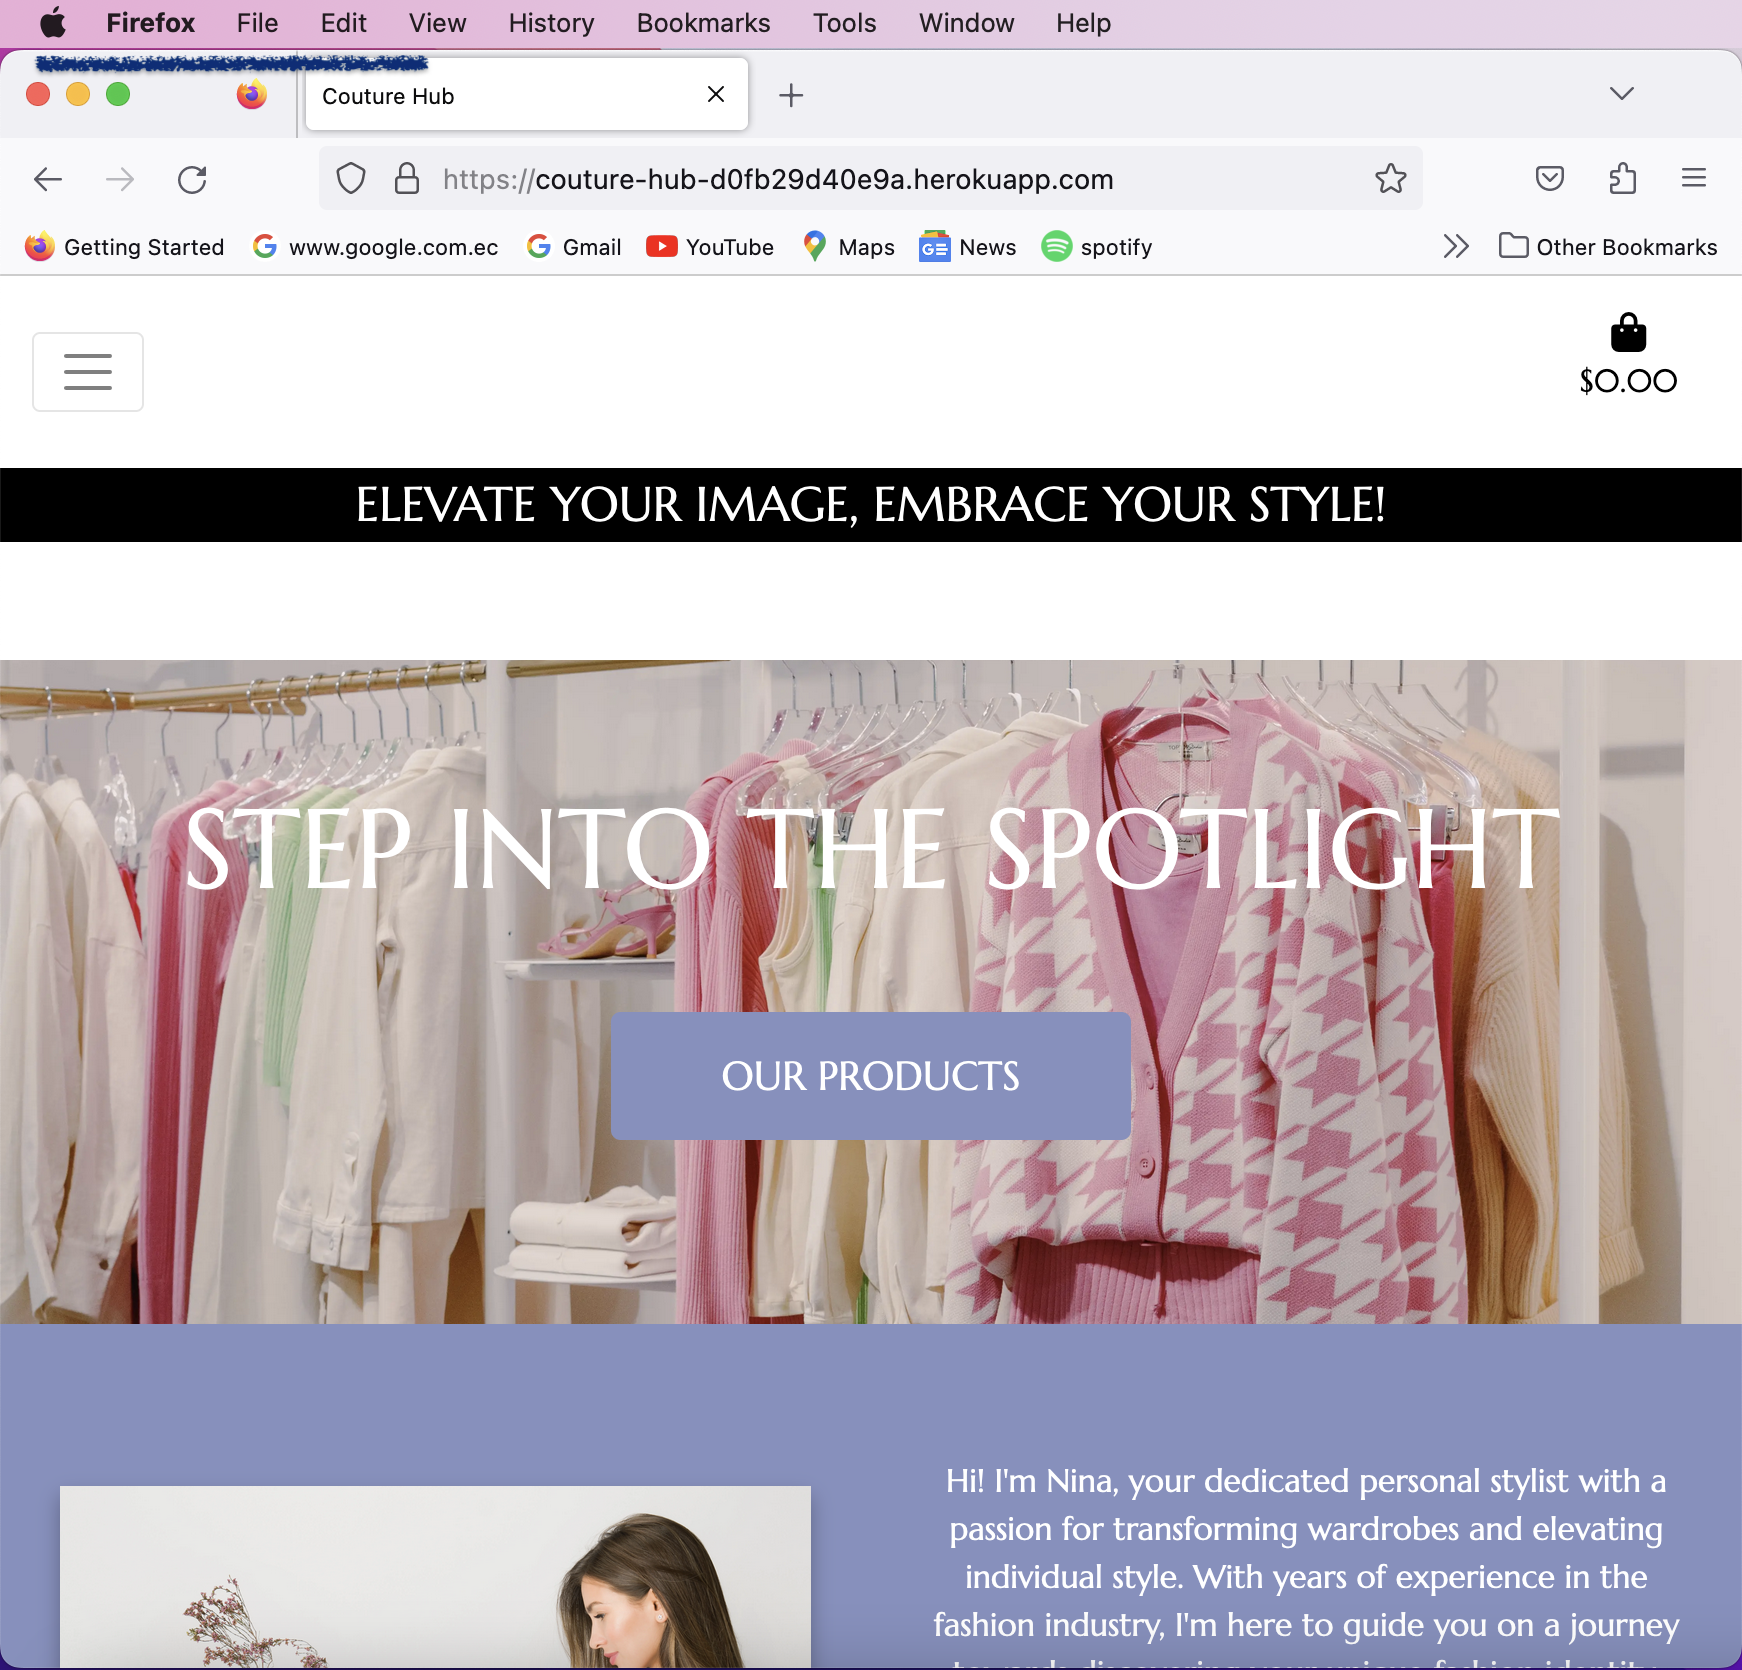 Firefox File Edit View History Bookmarks Tools Window Help
Couture Hub
https://couture-hub-d0fb29d40e9a.herokuapp.com
Getting Started www.google.com.ec Gmail YouTube Maps News spotify Other Bookmarks
$0.00
ELEVATE YOUR IMAGE, EMBRACE YOUR STYLE!
STEP INTO THE SPOTLIGHT
OUR PRODUCTS
Hi! I'm Nina, your dedicated personal stylist with a
passion for transforming wardrobes and elevating
individual style. With years of experience in the
fashion industry, I'm here to guide you on a journey